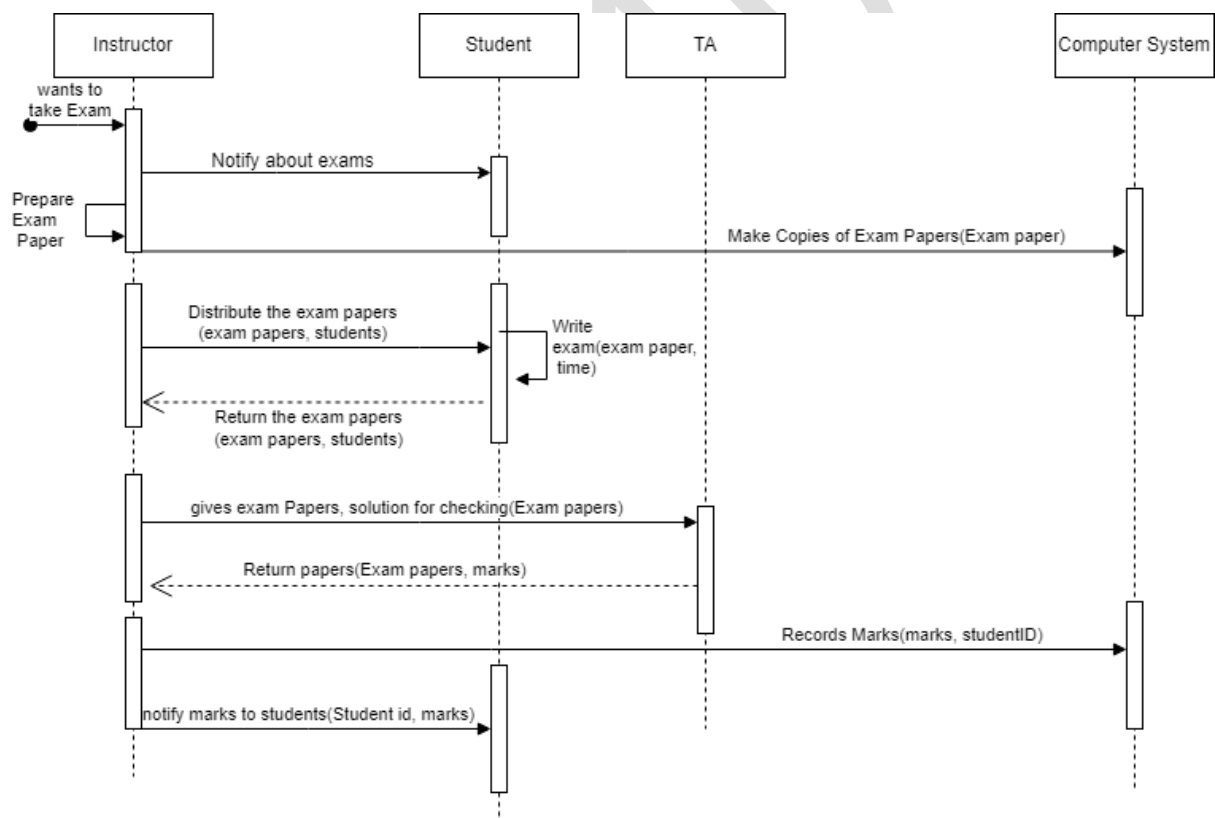 Instructor
Student
TA
Computer System
wants to
take Exam
Notify about exams
Prepare
Exam
Paper
Make Copies of Exam Papers(Exam paper)
Distribute the exam papers
(exam papers, students)
Write
exam(exam paper,
time)
Return the exam papers
(exam papers, students)
gives exam Papers, solution for checking(Exam papers)
Return papers(Exam papers, marks)
Records Marks(marks, studentID)
notify marks to students(Student id, marks)